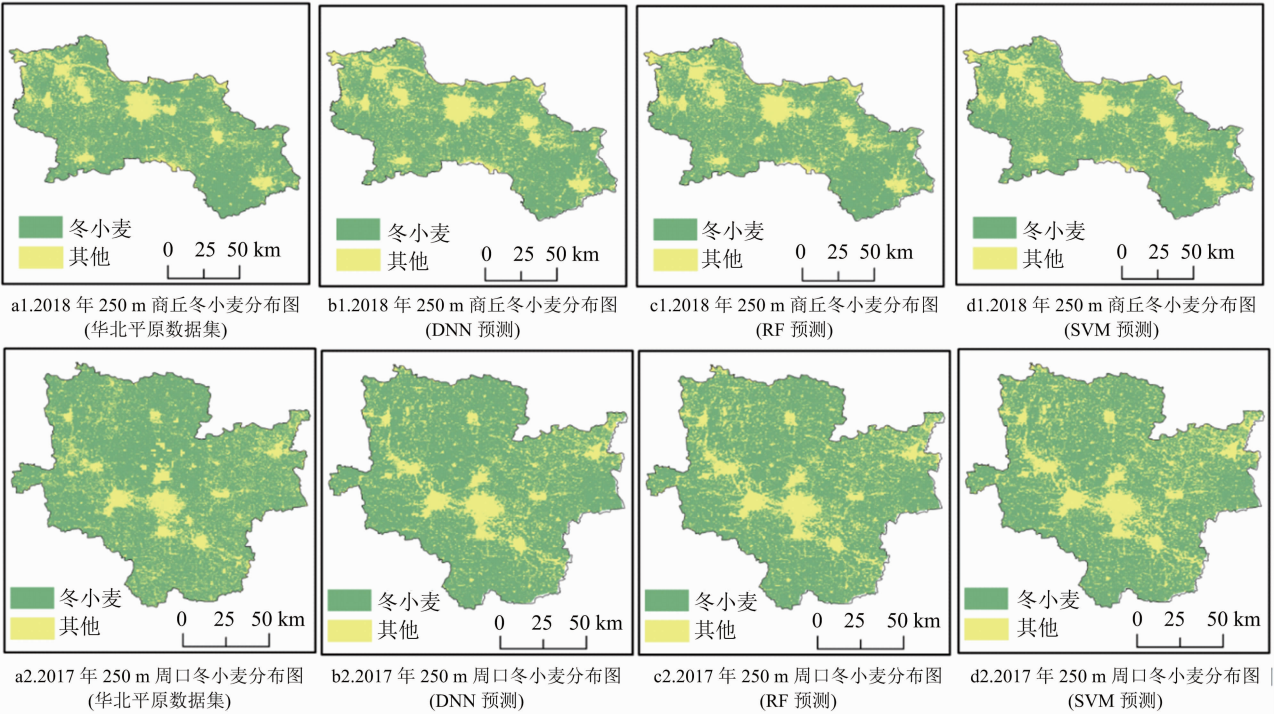 冬小麦
其他
0 25 50 km
冬小麦
其他
0 25 50 km
冬小麦
其他
0 25 50 km
冬小麦
其他
0 25 50 km
a1.2018 年 250 m 商丘冬小麦分布图
(华北平原数据集)
b1.2018 年 250 m 商丘冬小麦分布图
(DNN 预测)
c1.2018 年 250 m 商丘冬小麦分布图
(RF 预测)
d1.2018 年 250 m 商丘冬小麦分布图
(SVM 预测)
冬小麦
其他
0 25 50 km
冬小麦
其他
0 25 50 km
冬小麦
其他
0 25 50 km
冬小麦
其他
0 25 50 km
a2.2017 年 250 m 周口冬小麦分布图
(华北平原数据集)
b2.2017 年 250 m 周口冬小麦分布图
(DNN 预测)
c2.2017 年 250 m 周口冬小麦分布图
(RF 预测)
d2.2017 年 250 m 周口冬小麦分布图
(SVM 预测)